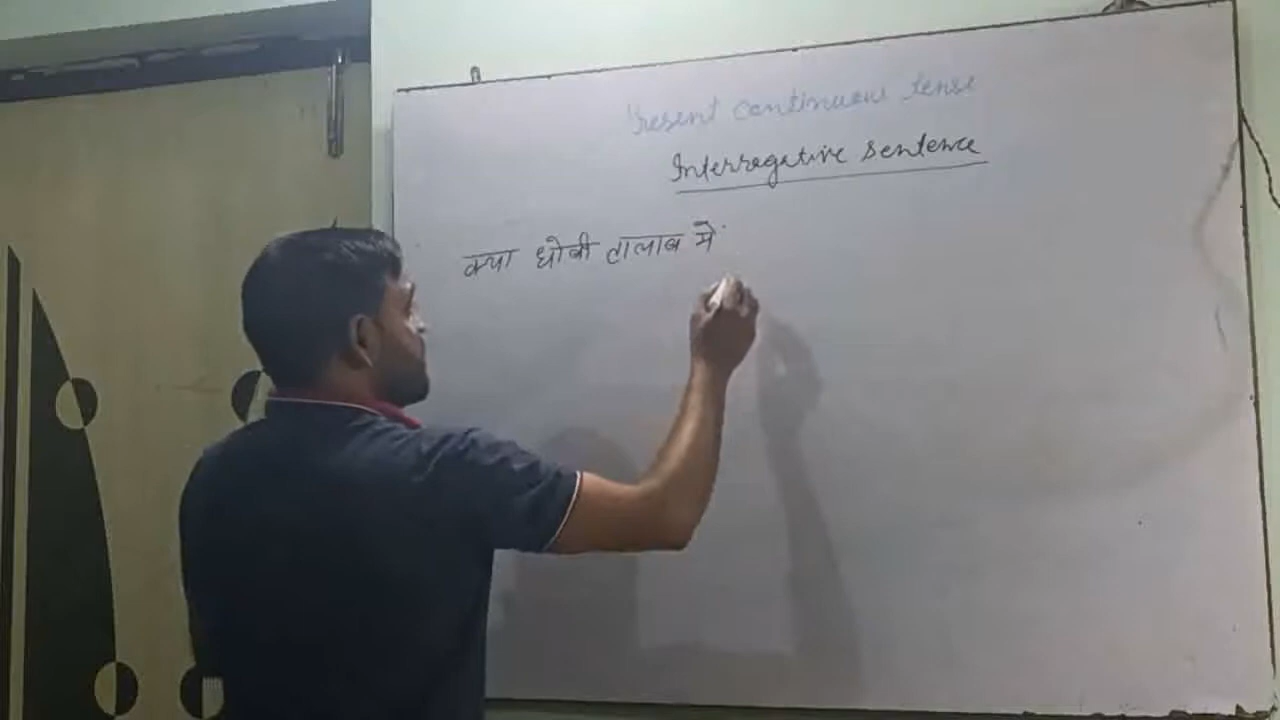 Present continuous tense
Interrogative Sentence
क्या धोबी तालाब में